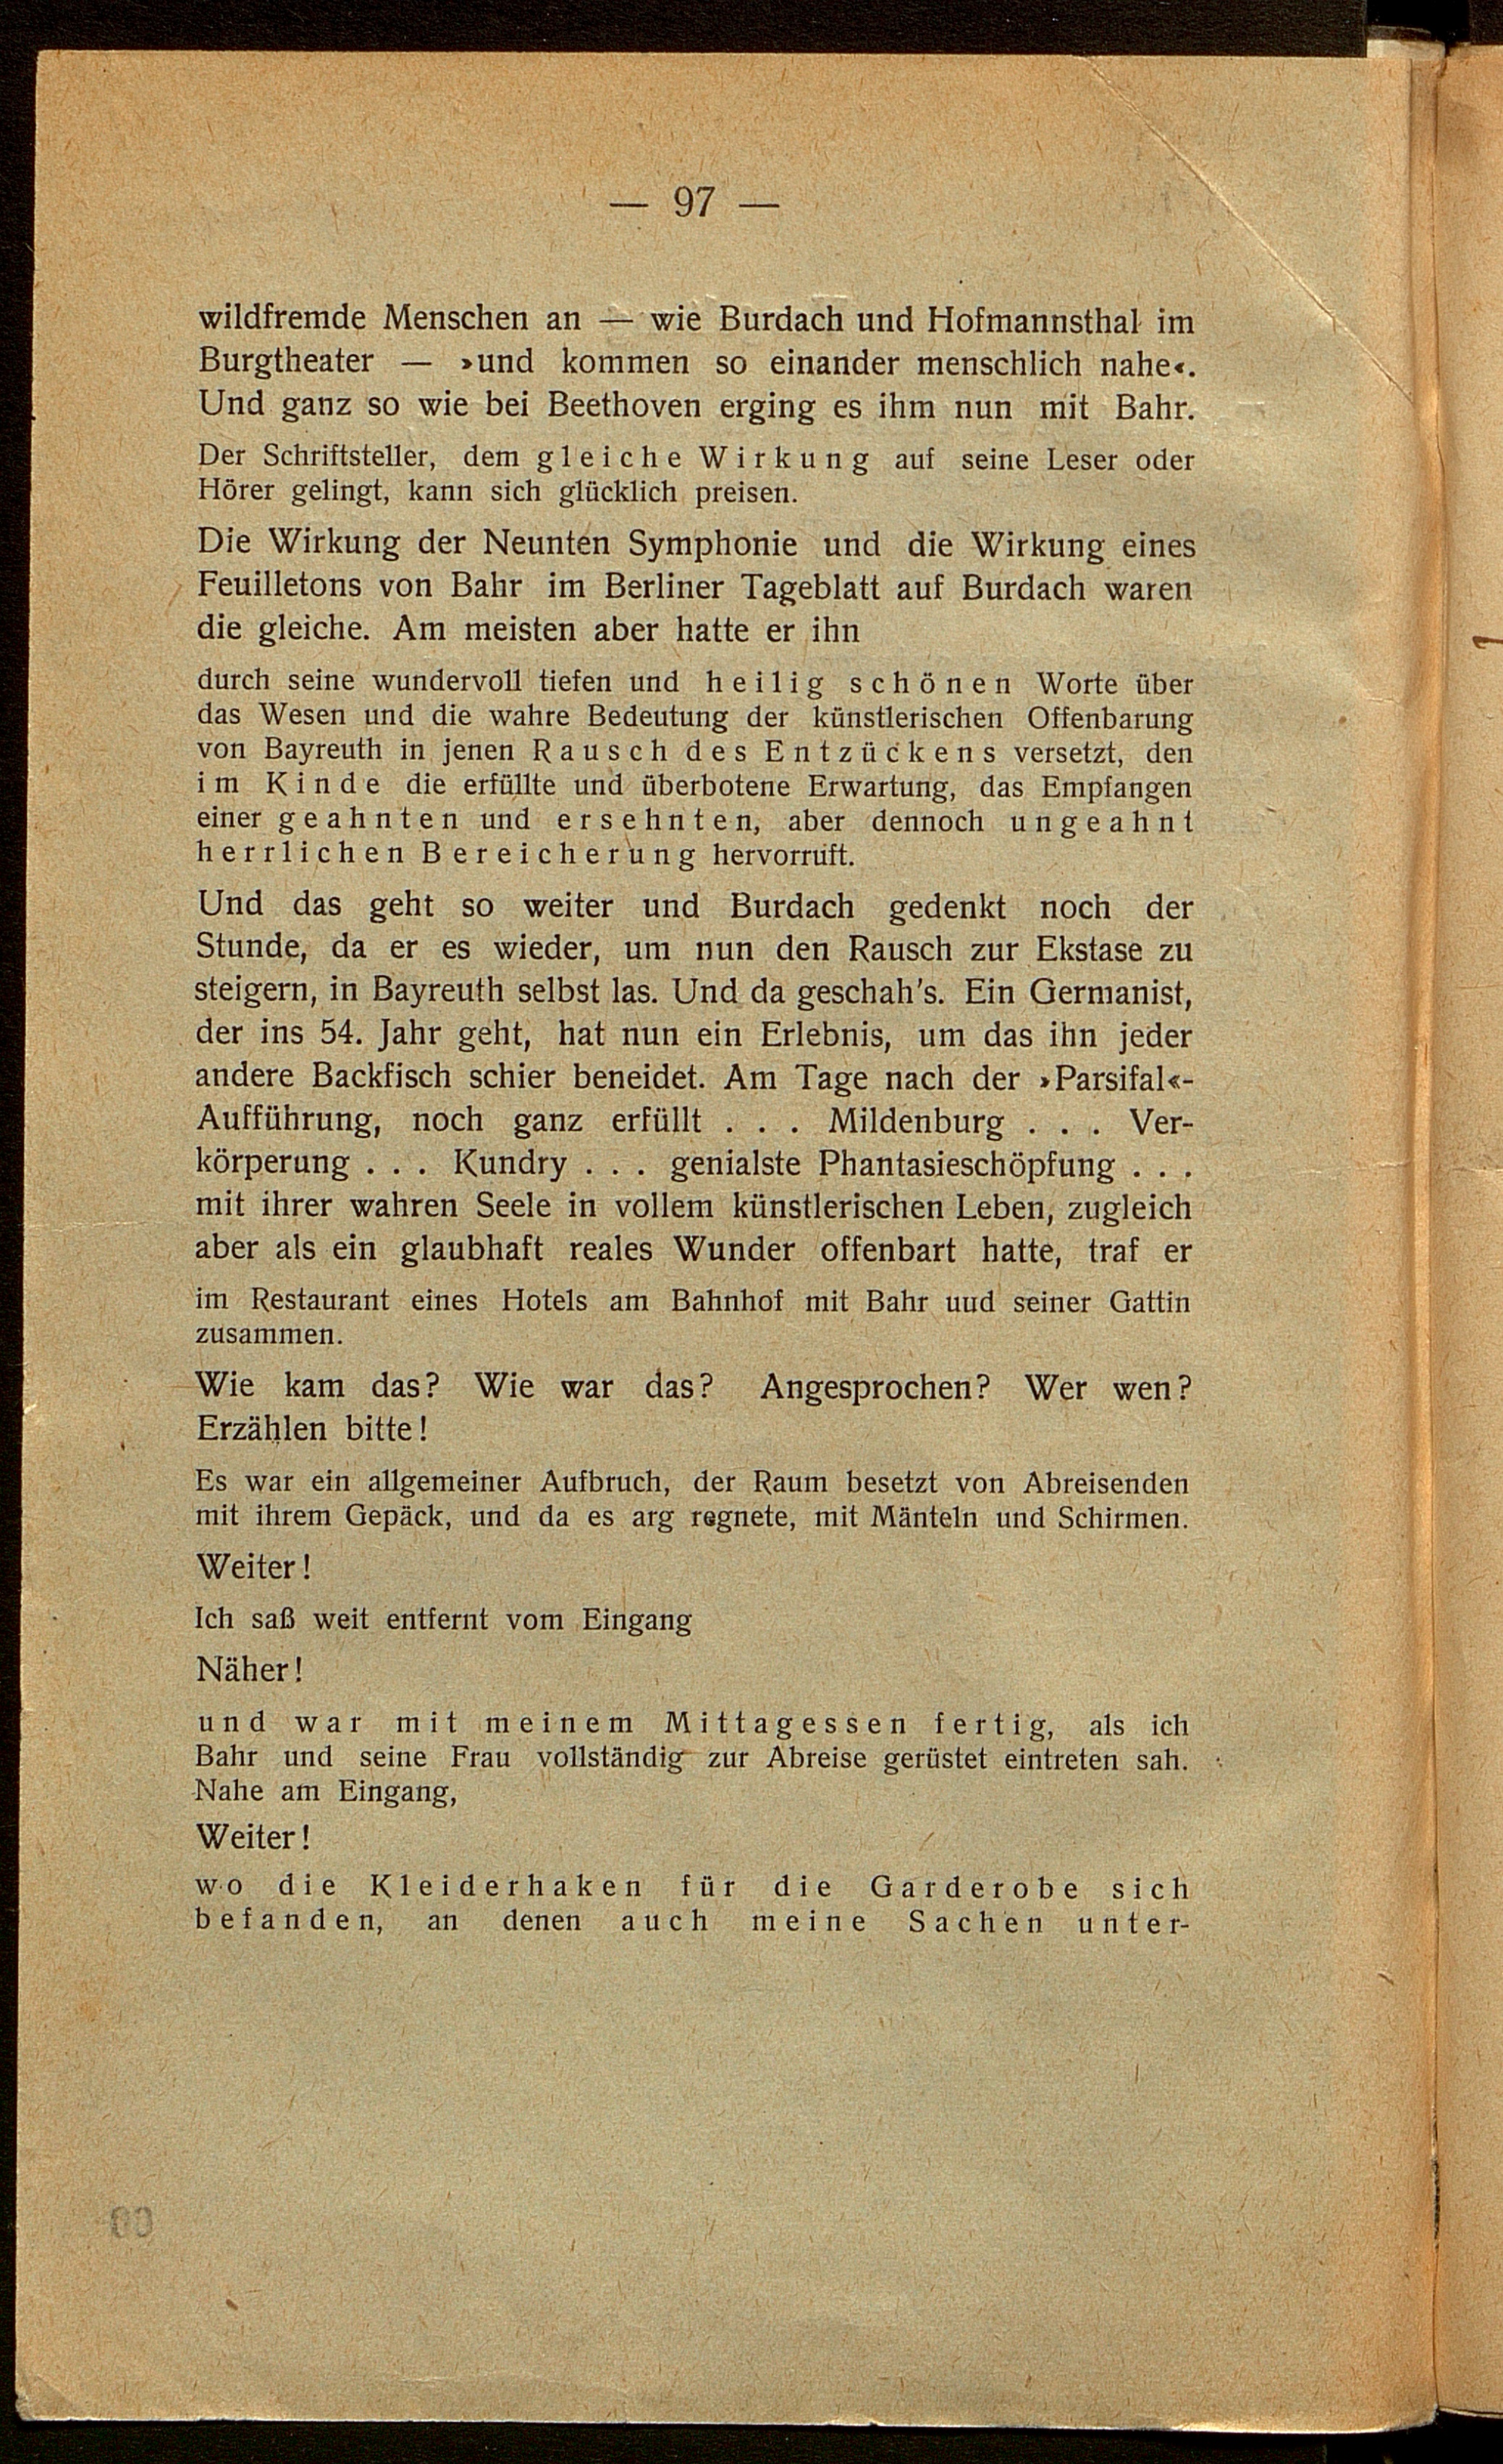 — 97 —
wildfremde Menschen an — wie Burdach und Hofmannsthal im
Burgtheater — »und kommen so einander menschlich nahe«.
Und ganz so wie bei Beethoven erging es ihm nun mit Bahr.
Der Schriftsteller, dem gleiche Wirkung auf seine Leser oder
Hörer gelingt, kann sich glücklich preisen.
Die Wirkung der Neunten Symphonie und die Wirkung eines
Feuilletons von Bahr im Berliner Tageblatt auf Burdach waren
die gleiche. Am meisten aber hatte er ihn
durch seine wundervoll tiefen und heilig schönen Worte über
das Wesen und die wahre Bedeutung der künstlerischen Offenbarung
von Bayreuth in jenen Rausch des Entzückens versetzt, den
im Kinde die erfüllte und überbotene Erwartung, das Empfangen
einer geahnten und ersehnten, aber dennoch ungeahnt
herrlichen Bereicherung hervorruft.
Und das geht so weiter und Burdach gedenkt noch der
Stunde, da er es wieder, um nun den Rausch zur Ekstase zu
steigern, in Bayreuth selbst las. Und da geschah's. Ein Germanist,
der ins 54. Jahr geht, hat nun ein Erlebnis, um das ihn jeder
andere Backfisch schier beneidet. Am Tage nach der »Parsifal«-
Aufführung, noch ganz erfüllt . . . Mildenburg . . . Ver-
körperung . . . Kundry . . . genialste Phantasieschöpfung . . .
mit ihrer wahren Seele in vollem künstlerischen Leben, zugleich
aber als ein glaubhaft reales Wunder offenbart hatte, traf er
im Restaurant eines Hotels am Bahnhof mit Bahr uud seiner Gattin
zusammen.
Wie kam das? Wie war das? Angesprochen? Wer wen?
Erzählen bitte!
Es war ein allgemeiner Aufbruch, der Raum besetzt von Abreisenden
mit ihrem Gepäck, und da es arg regnete, mit Mänteln und Schirmen.
Weiter!
Ich saß weit entfernt vom Eingang
Näher!
und war mit meinem Mittagessen fertig, als ich
Bahr und seine Frau vollständig zur Abreise gerüstet eintreten sah.
Nahe am Eingang,
Weiter!
wo die Kleiderhaken für die Garderobe sich
befanden, an denen auch meine Sachen unter-